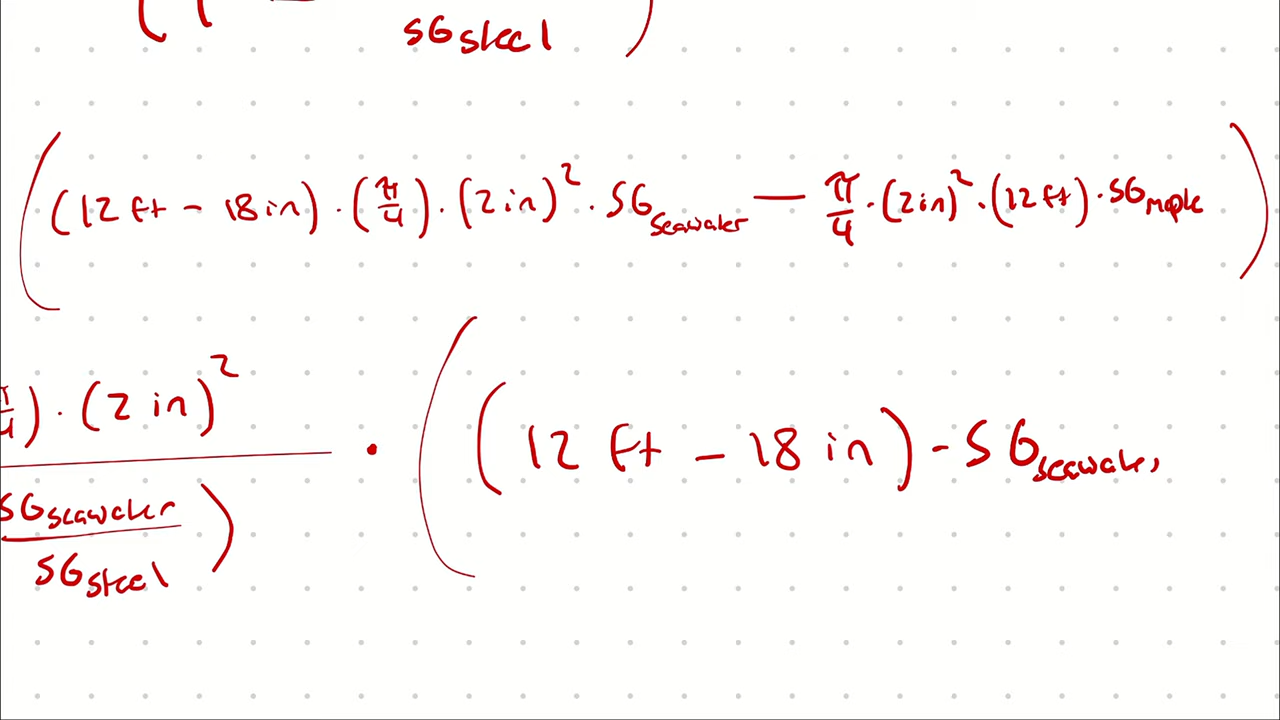 SG steel )
((12 ft - 18 in) · (π/4) · (2 in)² · SG seawater — π/4 · (2 in)² · (12 ft) · SG maple)
) · (2 in)² · ((12 ft - 18 in) - SG seawater
SG seawater / SG steel )